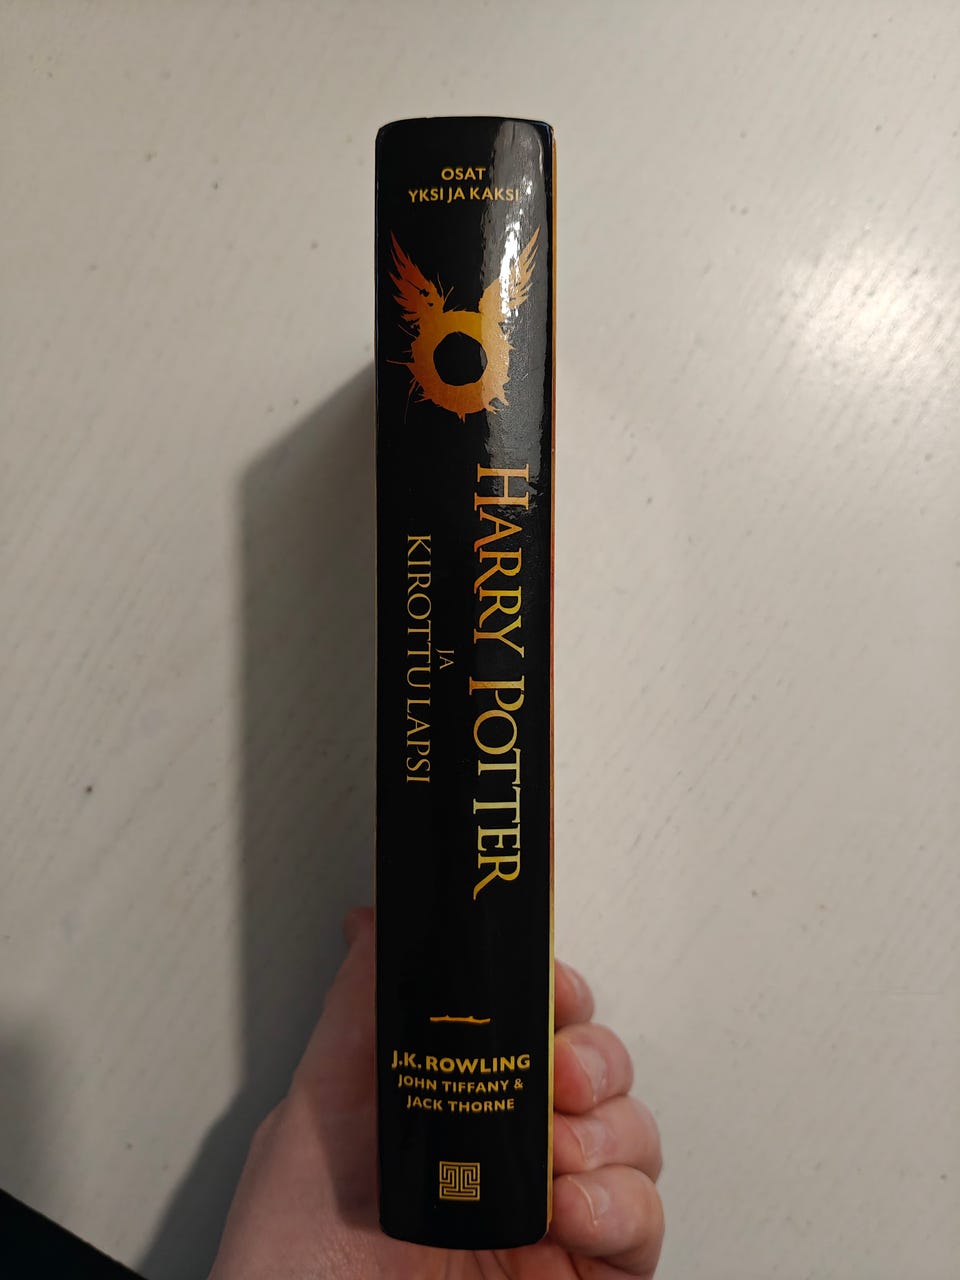 OSAT
YKSI JA KAKSI
HARRY POTTER
JA
KIROTTU LAPSI
J.K. ROWLING
JOHN TIFFANY &
JACK THORNE